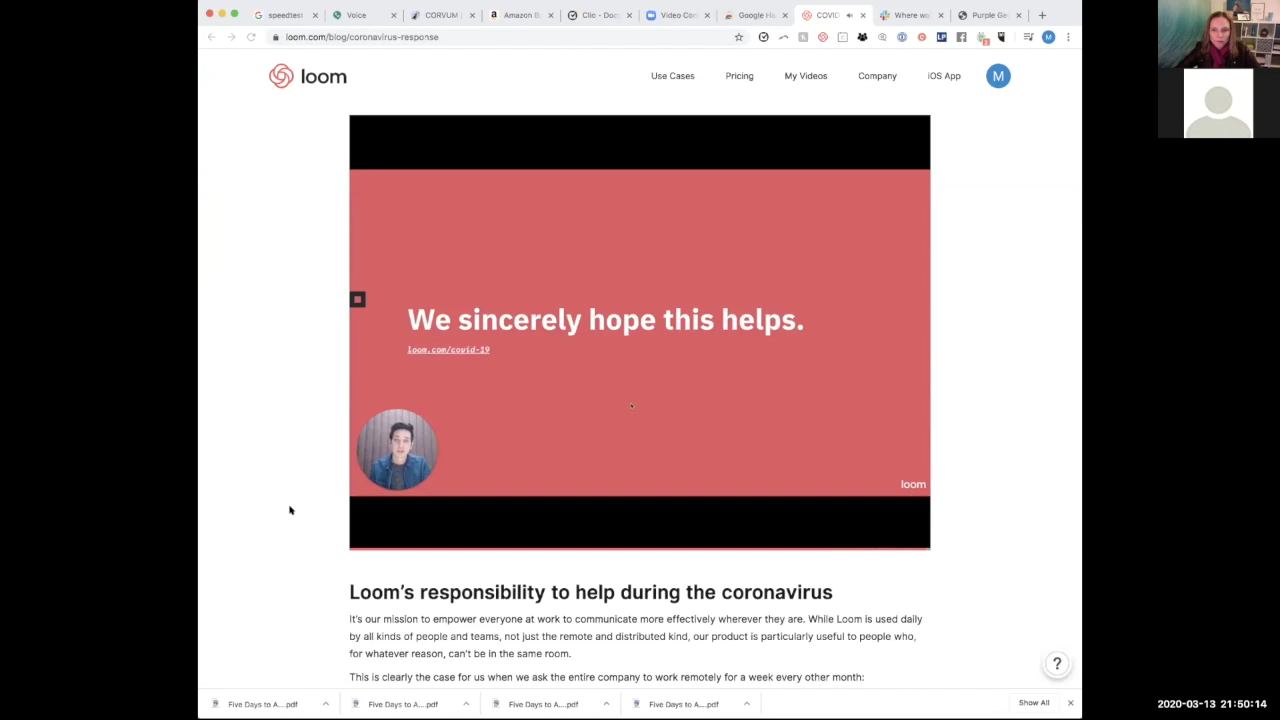 speedtest
Voice
CORVUM
Amazon B
Clio - Doc
Video Con
Google Ha
COVID
Where wo
Purple Ge
loom.com/blog/coronavirus-response
LP
M
loom
Use Cases
Pricing
My Videos
Company
iOS App
M
We sincerely hope this helps.
loom.com/covid-19
loom
Loom's responsibility to help during the coronavirus
It's our mission to empower everyone at work to communicate more effectively wherever they are. While Loom is used daily
by all kinds of people and teams, not just the remote and distributed kind, our product is particularly useful to people who,
for whatever reason, can't be in the same room.
This is clearly the case for us when we ask the entire company to work remotely for a week every other month:
?
Five Days to A....pdf
Five Days to A....pdf
Five Days to A....pdf
Five Days to A....pdf
Show All
2020-03-13 21:50:14